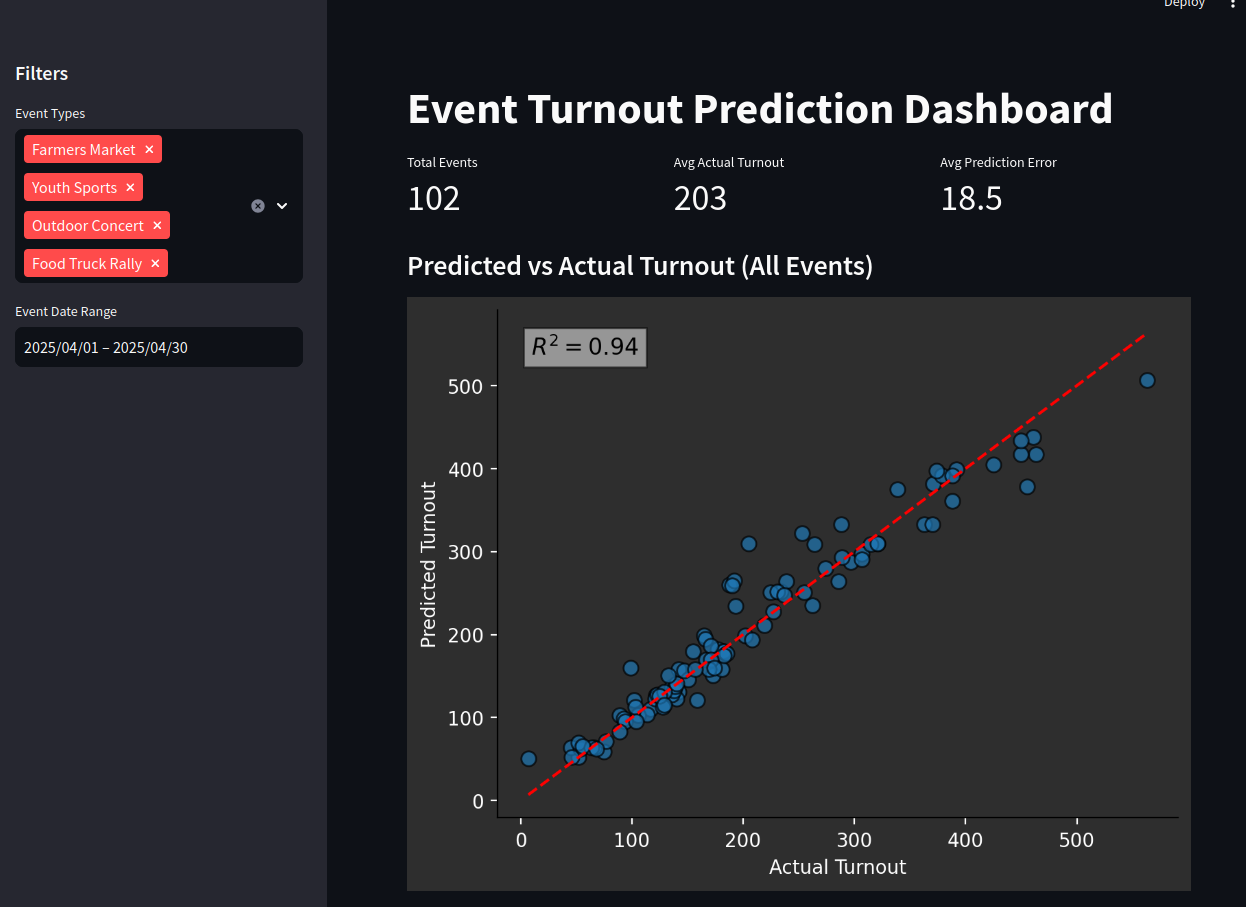 Deploy
Filters
Event Types
Farmers Market ×
Youth Sports ×
Outdoor Concert ×
Food Truck Rally ×
Event Date Range
2025/04/01 – 2025/04/30
Event Turnout Prediction Dashboard
Total Events
102
Avg Actual Turnout
203
Avg Prediction Error
18.5
Predicted vs Actual Turnout (All Events)
R² = 0.94
Predicted Turnout
500
400
300
200
100
0
0 100 200 300 400 500
Actual Turnout